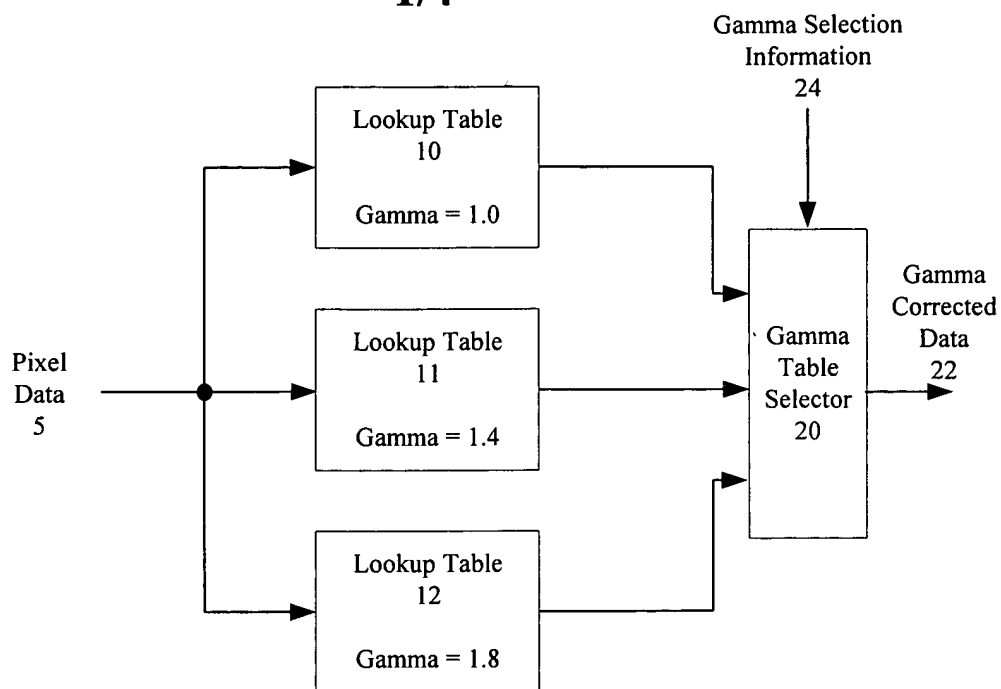 Gamma Selection
Information
24
Lookup Table
10
Gamma = 1.0
Lookup Table
11
Gamma = 1.4
Lookup Table
12
Gamma = 1.8
Pixel
Data
5
Gamma
Table
Selector
20
Gamma
Corrected
Data
22